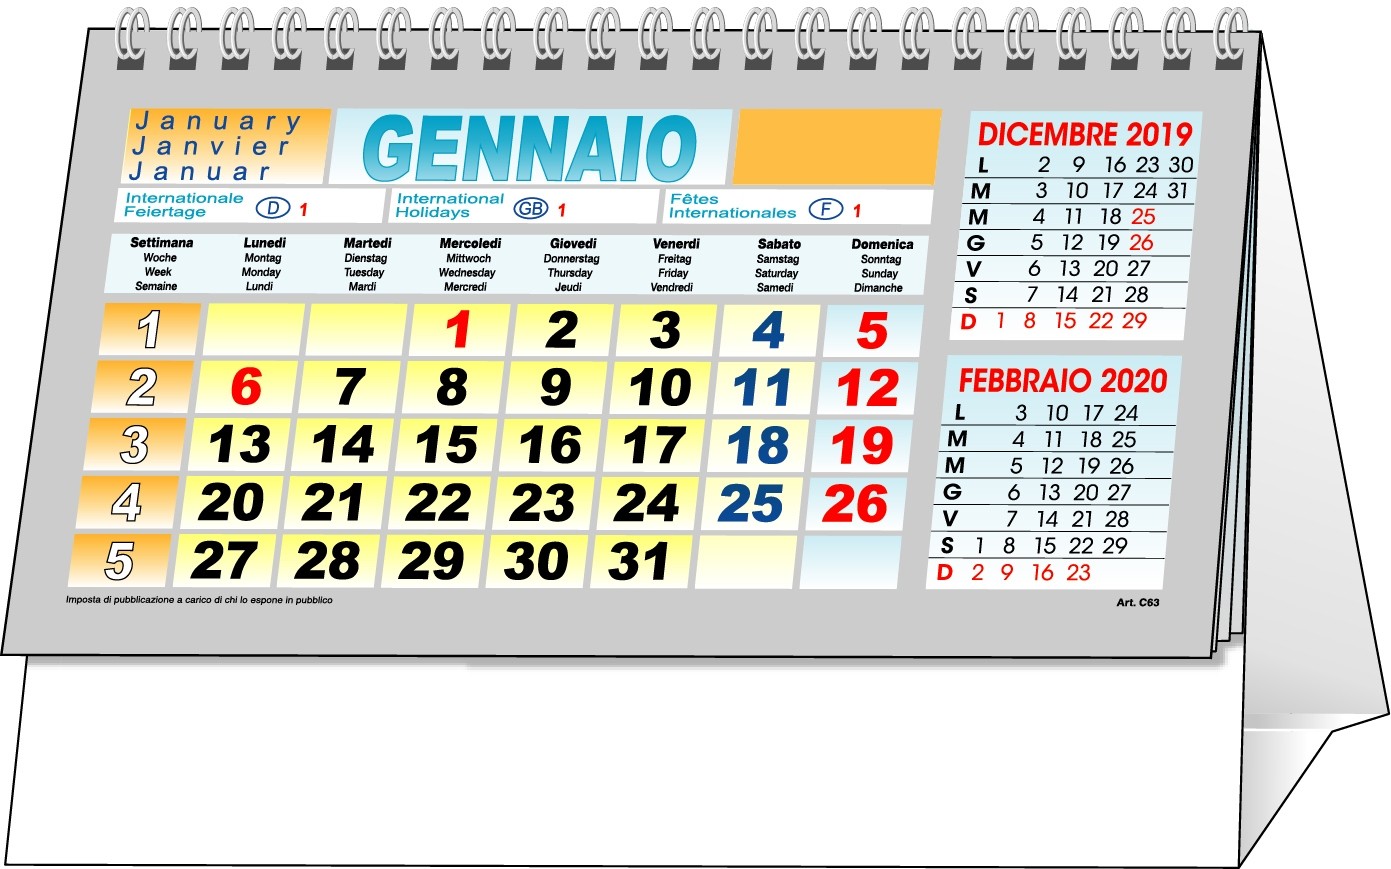 January
Janvier
Januar
GENNAIO
Internationale
Feiertage D 1
International
Holidays GB 1
Fêtes
Internationales F 1
Settimana Lunedì Martedì Mercoledì Giovedì Venerdì Sabato Domenica
Woche Montag Dienstag Mittwoch Donnerstag Freitag Samstag Sonntag
Week Monday Tuesday Wednesday Thursday Friday Saturday Sunday
Semaine Lundi Mardi Mercredi Jeudi Vendredi Samedi Dimanche
1 1 2 3 4 5
2 6 7 8 9 10 11 12
3 13 14 15 16 17 18 19
4 20 21 22 23 24 25 26
5 27 28 29 30 31
Imposta di pubblicazione a carico di chi lo espone in pubblico
DICEMBRE 2019
L 2 9 16 23 30
M 3 10 17 24 31
M 4 11 18 25
G 5 12 19 26
V 6 13 20 27
S 7 14 21 28
D 1 8 15 22 29
FEBBRAIO 2020
L 3 10 17 24
M 4 11 18 25
M 5 12 19 26
G 6 13 20 27
V 7 14 21 28
S 1 8 15 22 29
D 2 9 16 23
Art. C63